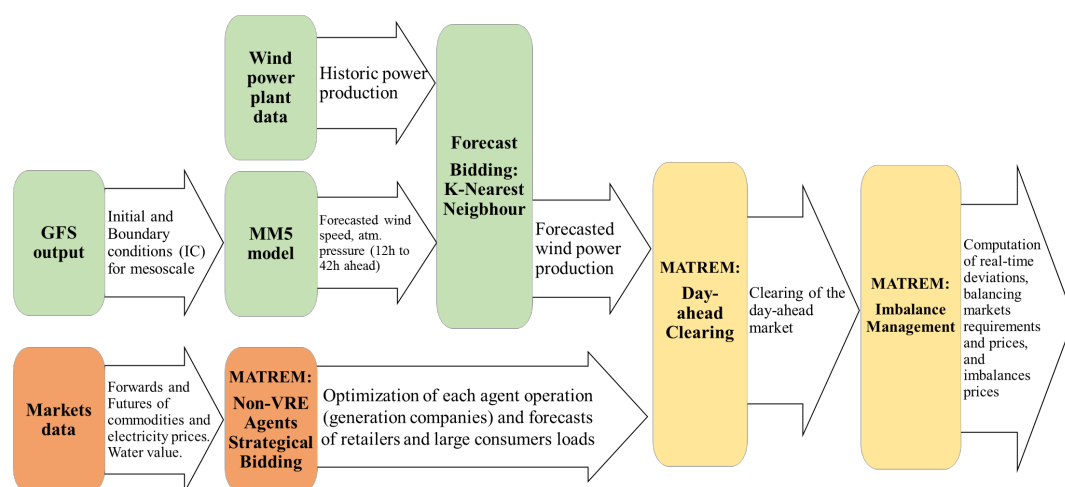 Wind
power
plant
data
Historic power
production
Forecast
Bidding:
K-Nearest
Neigbhour
GFS
output
Initial and
Boundary
conditions (IC)
for mesoscale
MM5
model
Forecasted wind
speed, atm.
pressure (12h to
42h ahead)
Forecasted
wind power
production
MATREM:
Day-
ahead
Clearing
Clearing of the
day-ahead
market
MATREM:
Imbalance
Management
Computation
of real-time
deviations,
balancing
markets
requirements
and prices,
and
imbalances
prices
Markets
data
Forwards and
Futures of
commodities and
electricity prices.
Water value.
MATREM:
Non-VRE
Agents
Strategical
Bidding
Optimization of each agent operation
(generation companies) and forecasts
of retailers and large consumers loads